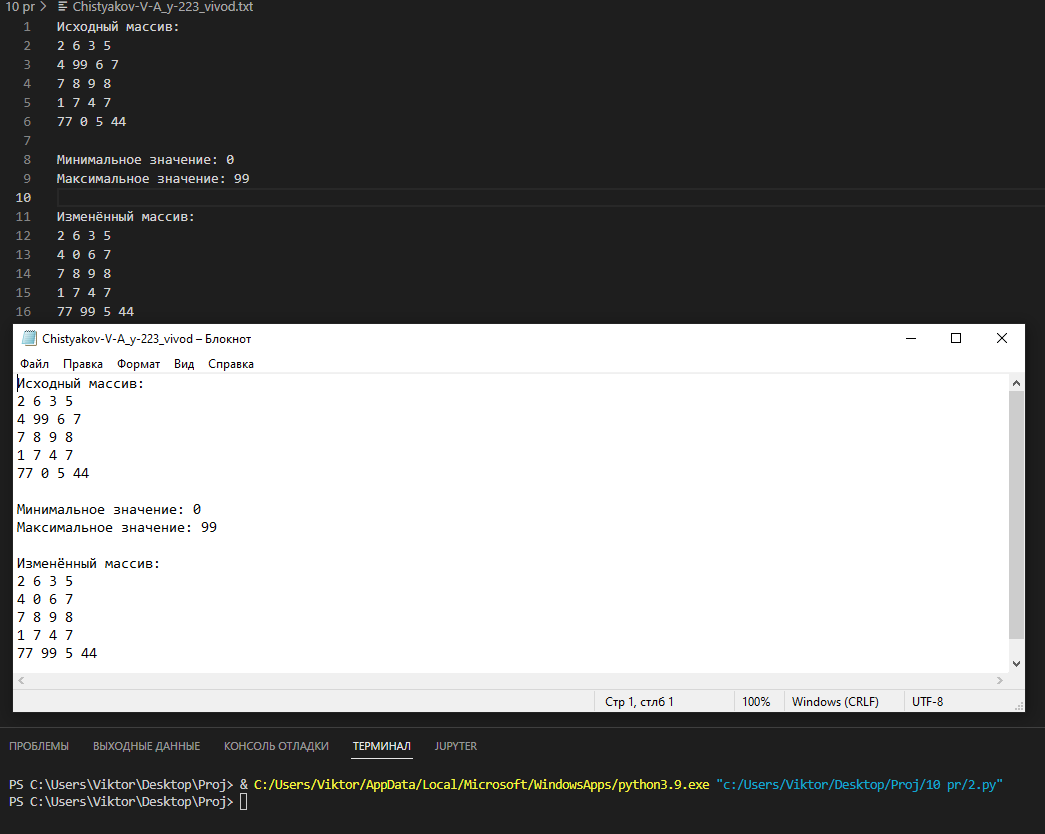 10 pr > Chistyakov-V-A_y-223_vivod.txt
1 Исходный массив:
2 2 6 3 5
3 4 99 6 7
4 7 8 9 8
5 1 7 4 7
6 77 0 5 44
7
8 Минимальное значение: 0
9 Максимальное значение: 99
10
11 Изменённый массив:
12 2 6 3 5
13 4 0 6 7
14 7 8 9 8
15 1 7 4 7
16 77 99 5 44
Chistyakov-V-A_y-223_vivod – Блокнот
Файл Правка Формат Вид Справка
Исходный массив:
2 6 3 5
4 99 6 7
7 8 9 8
1 7 4 7
77 0 5 44
Минимальное значение: 0
Максимальное значение: 99
Изменённый массив:
2 6 3 5
4 0 6 7
7 8 9 8
1 7 4 7
77 99 5 44
Стр 1, стлб 1 100% Windows (CRLF) UTF-8
ПРОБЛЕМЫ ВЫХОДНЫЕ ДАННЫЕ КОНСОЛЬ ОТЛАДКИ ТЕРМИНАЛ JUPYTER
PS C:\Users\Viktor\Desktop\Proj> & C:/Users/Viktor/AppData/Local/Microsoft/WindowsApps/python3.9.exe "c:/Users/Viktor/Desktop/Proj/10 pr/2.py"
PS C:\Users\Viktor\Desktop\Proj>